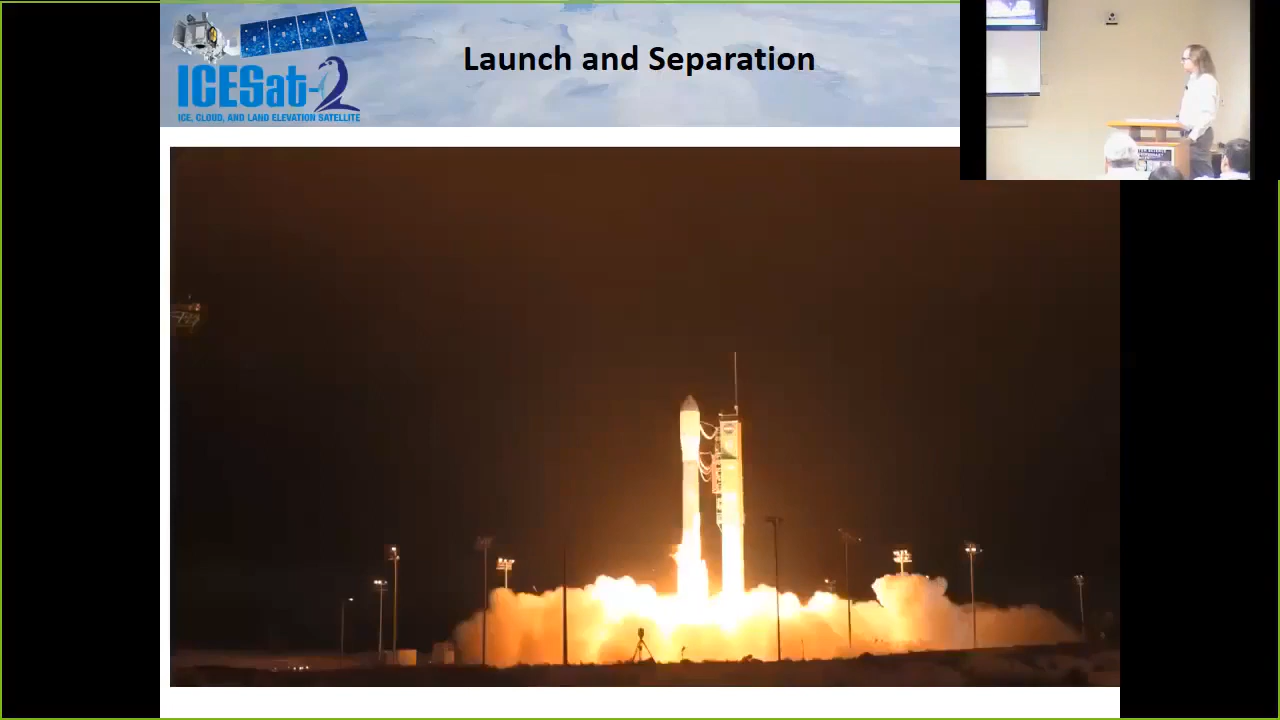 Launch and Separation
ICESat-2
ICE, CLOUD, AND LAND ELEVATION SATELLITE